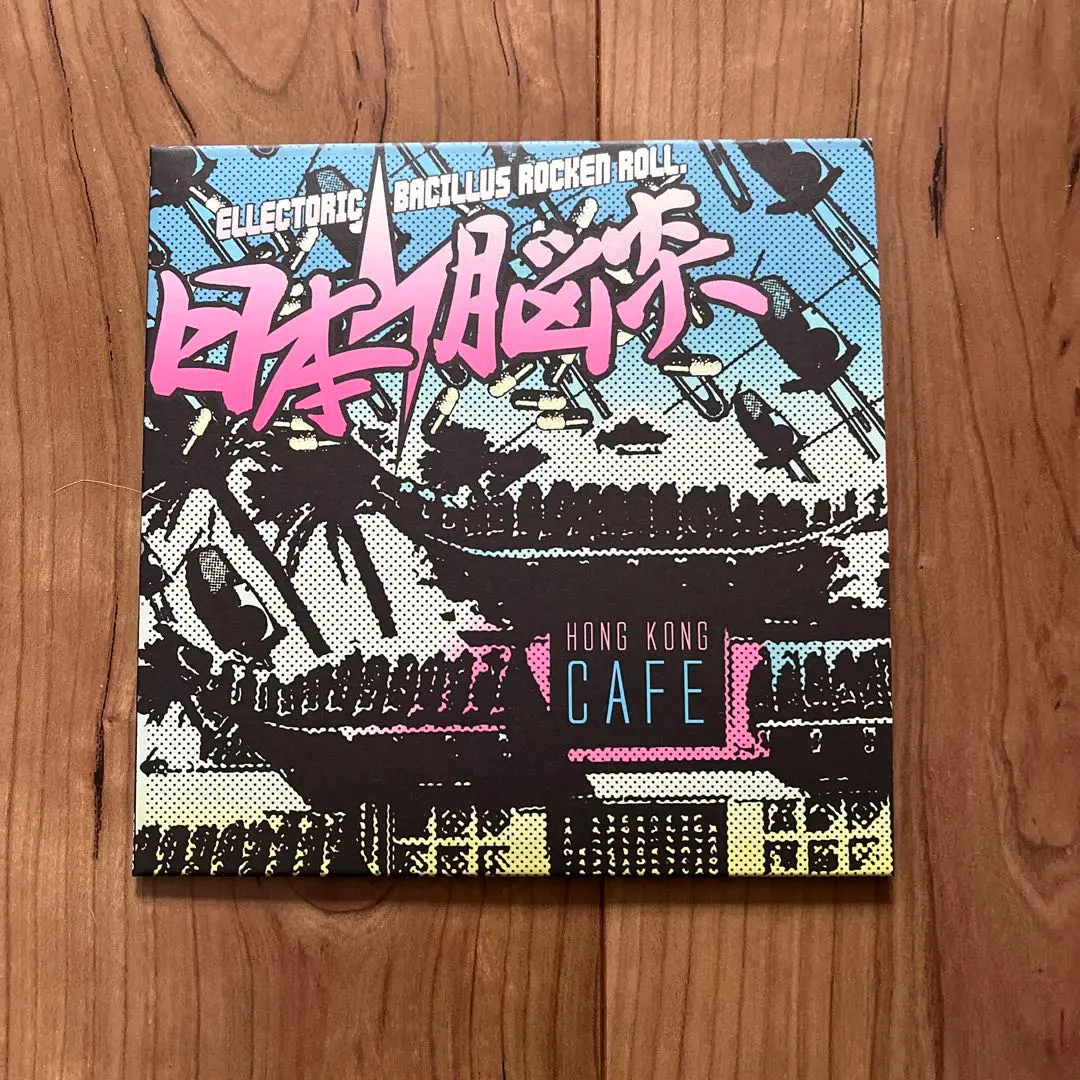 ELLECTORIC BACILLUS ROCKEN ROLL.
日本脳炎
HONG KONG
CAFE